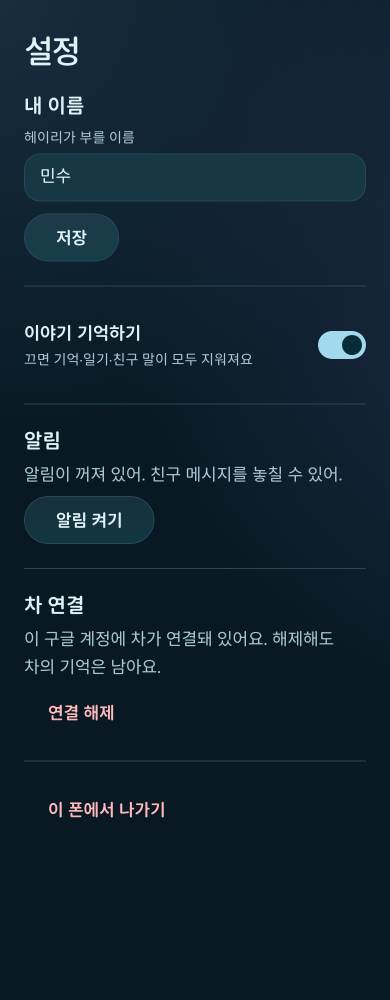 설정
내 이름
헤이리가 부를 이름
민수
저장
이야기 기억하기
끄면 기억·일기·친구 말이 모두 지워져요
알림
알림이 꺼져 있어. 친구 메시지를 놓칠 수 있어.
알림 켜기
차 연결
이 구글 계정에 차가 연결돼 있어요. 해제해도
차의 기억은 남아요.
연결 해제
이 폰에서 나가기